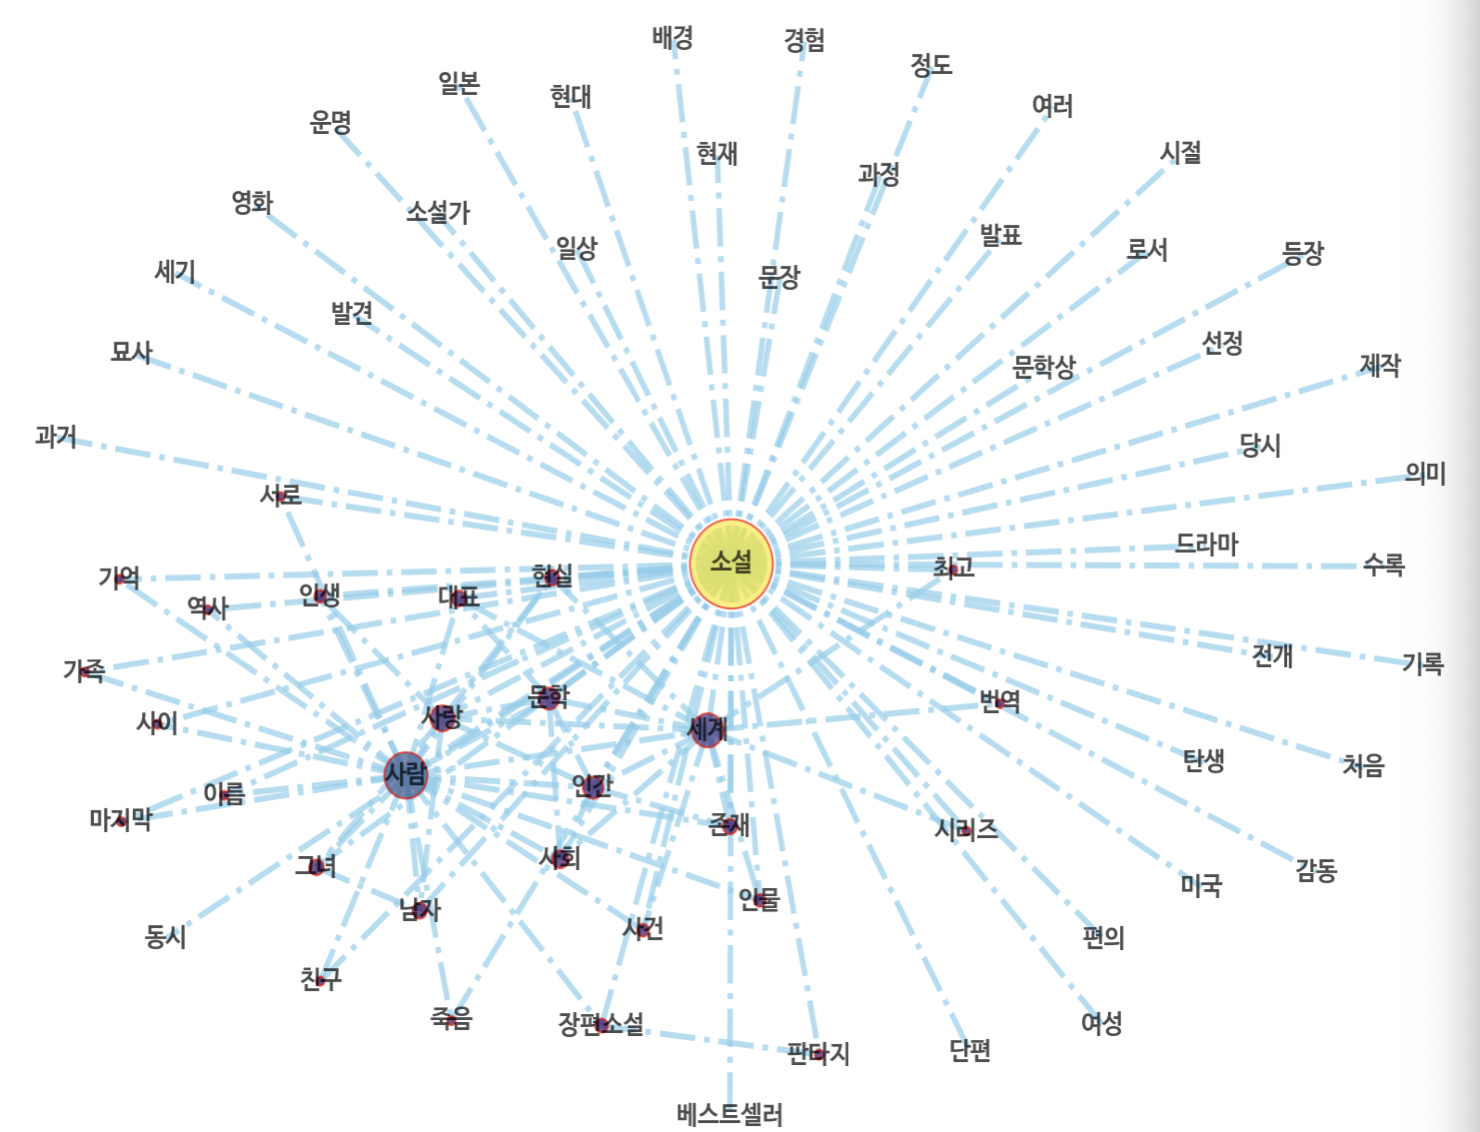 배경
경험
정도
일본
현대
여러
운명
현재
시절
과정
영화
소설가
발표
일상
로서
등장
세기
문장
발견
선정
묘사
문학상
제작
과거
당시
의미
서로
드라마
소설
수록
최고
기억
현실
인생
대표
역사
전개
기록
가족
문학
번역
사랑
사이
세계
탄생
처음
사람
인간
이름
마지막
존재
시리즈
사회
그녀
감동
미국
인물
남자
사건
동시
편의
친구
죽음
장편소설
여성
판타지
단편
베스트셀러